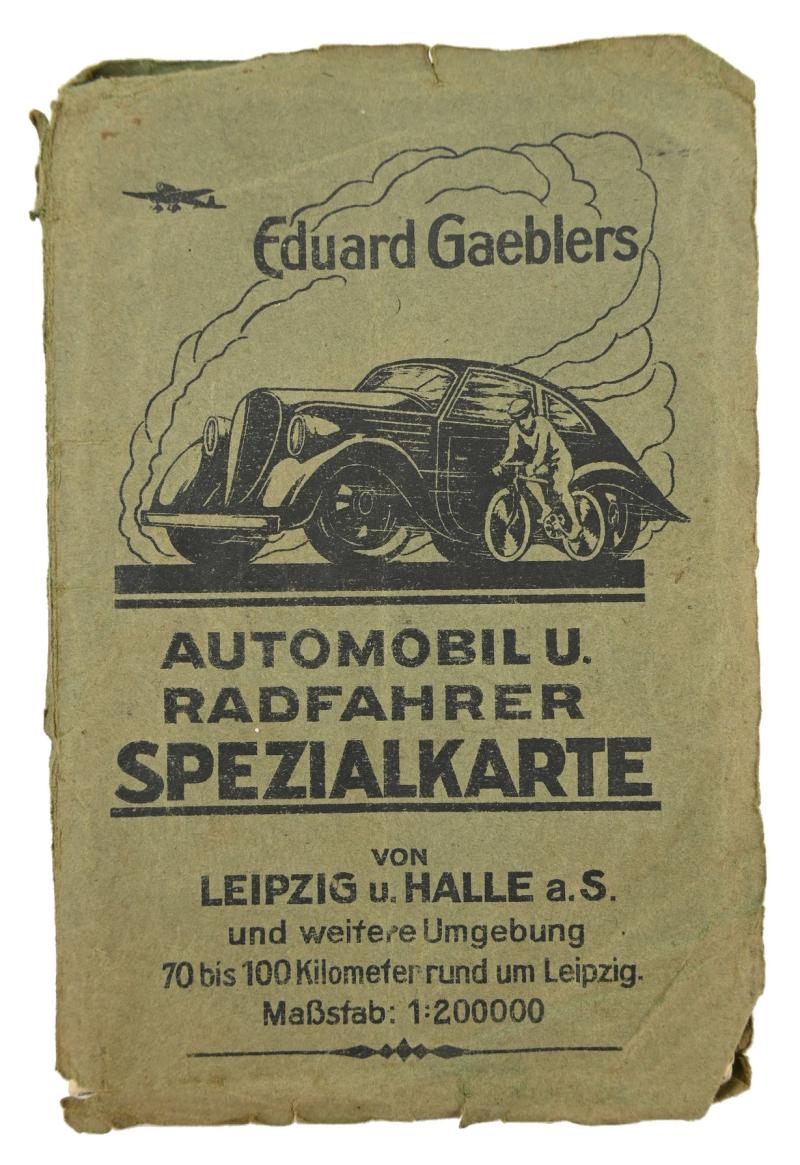 Eduard Gaeblers
AUTOMOBIL U.
RADFAHRER
SPEZIALKARTE
VON
LEIPZIG u. HALLE a. S.
und weitere Umgebung
70 bis 100 Kilometer rund um Leipzig.
Maßstab: 1:200000